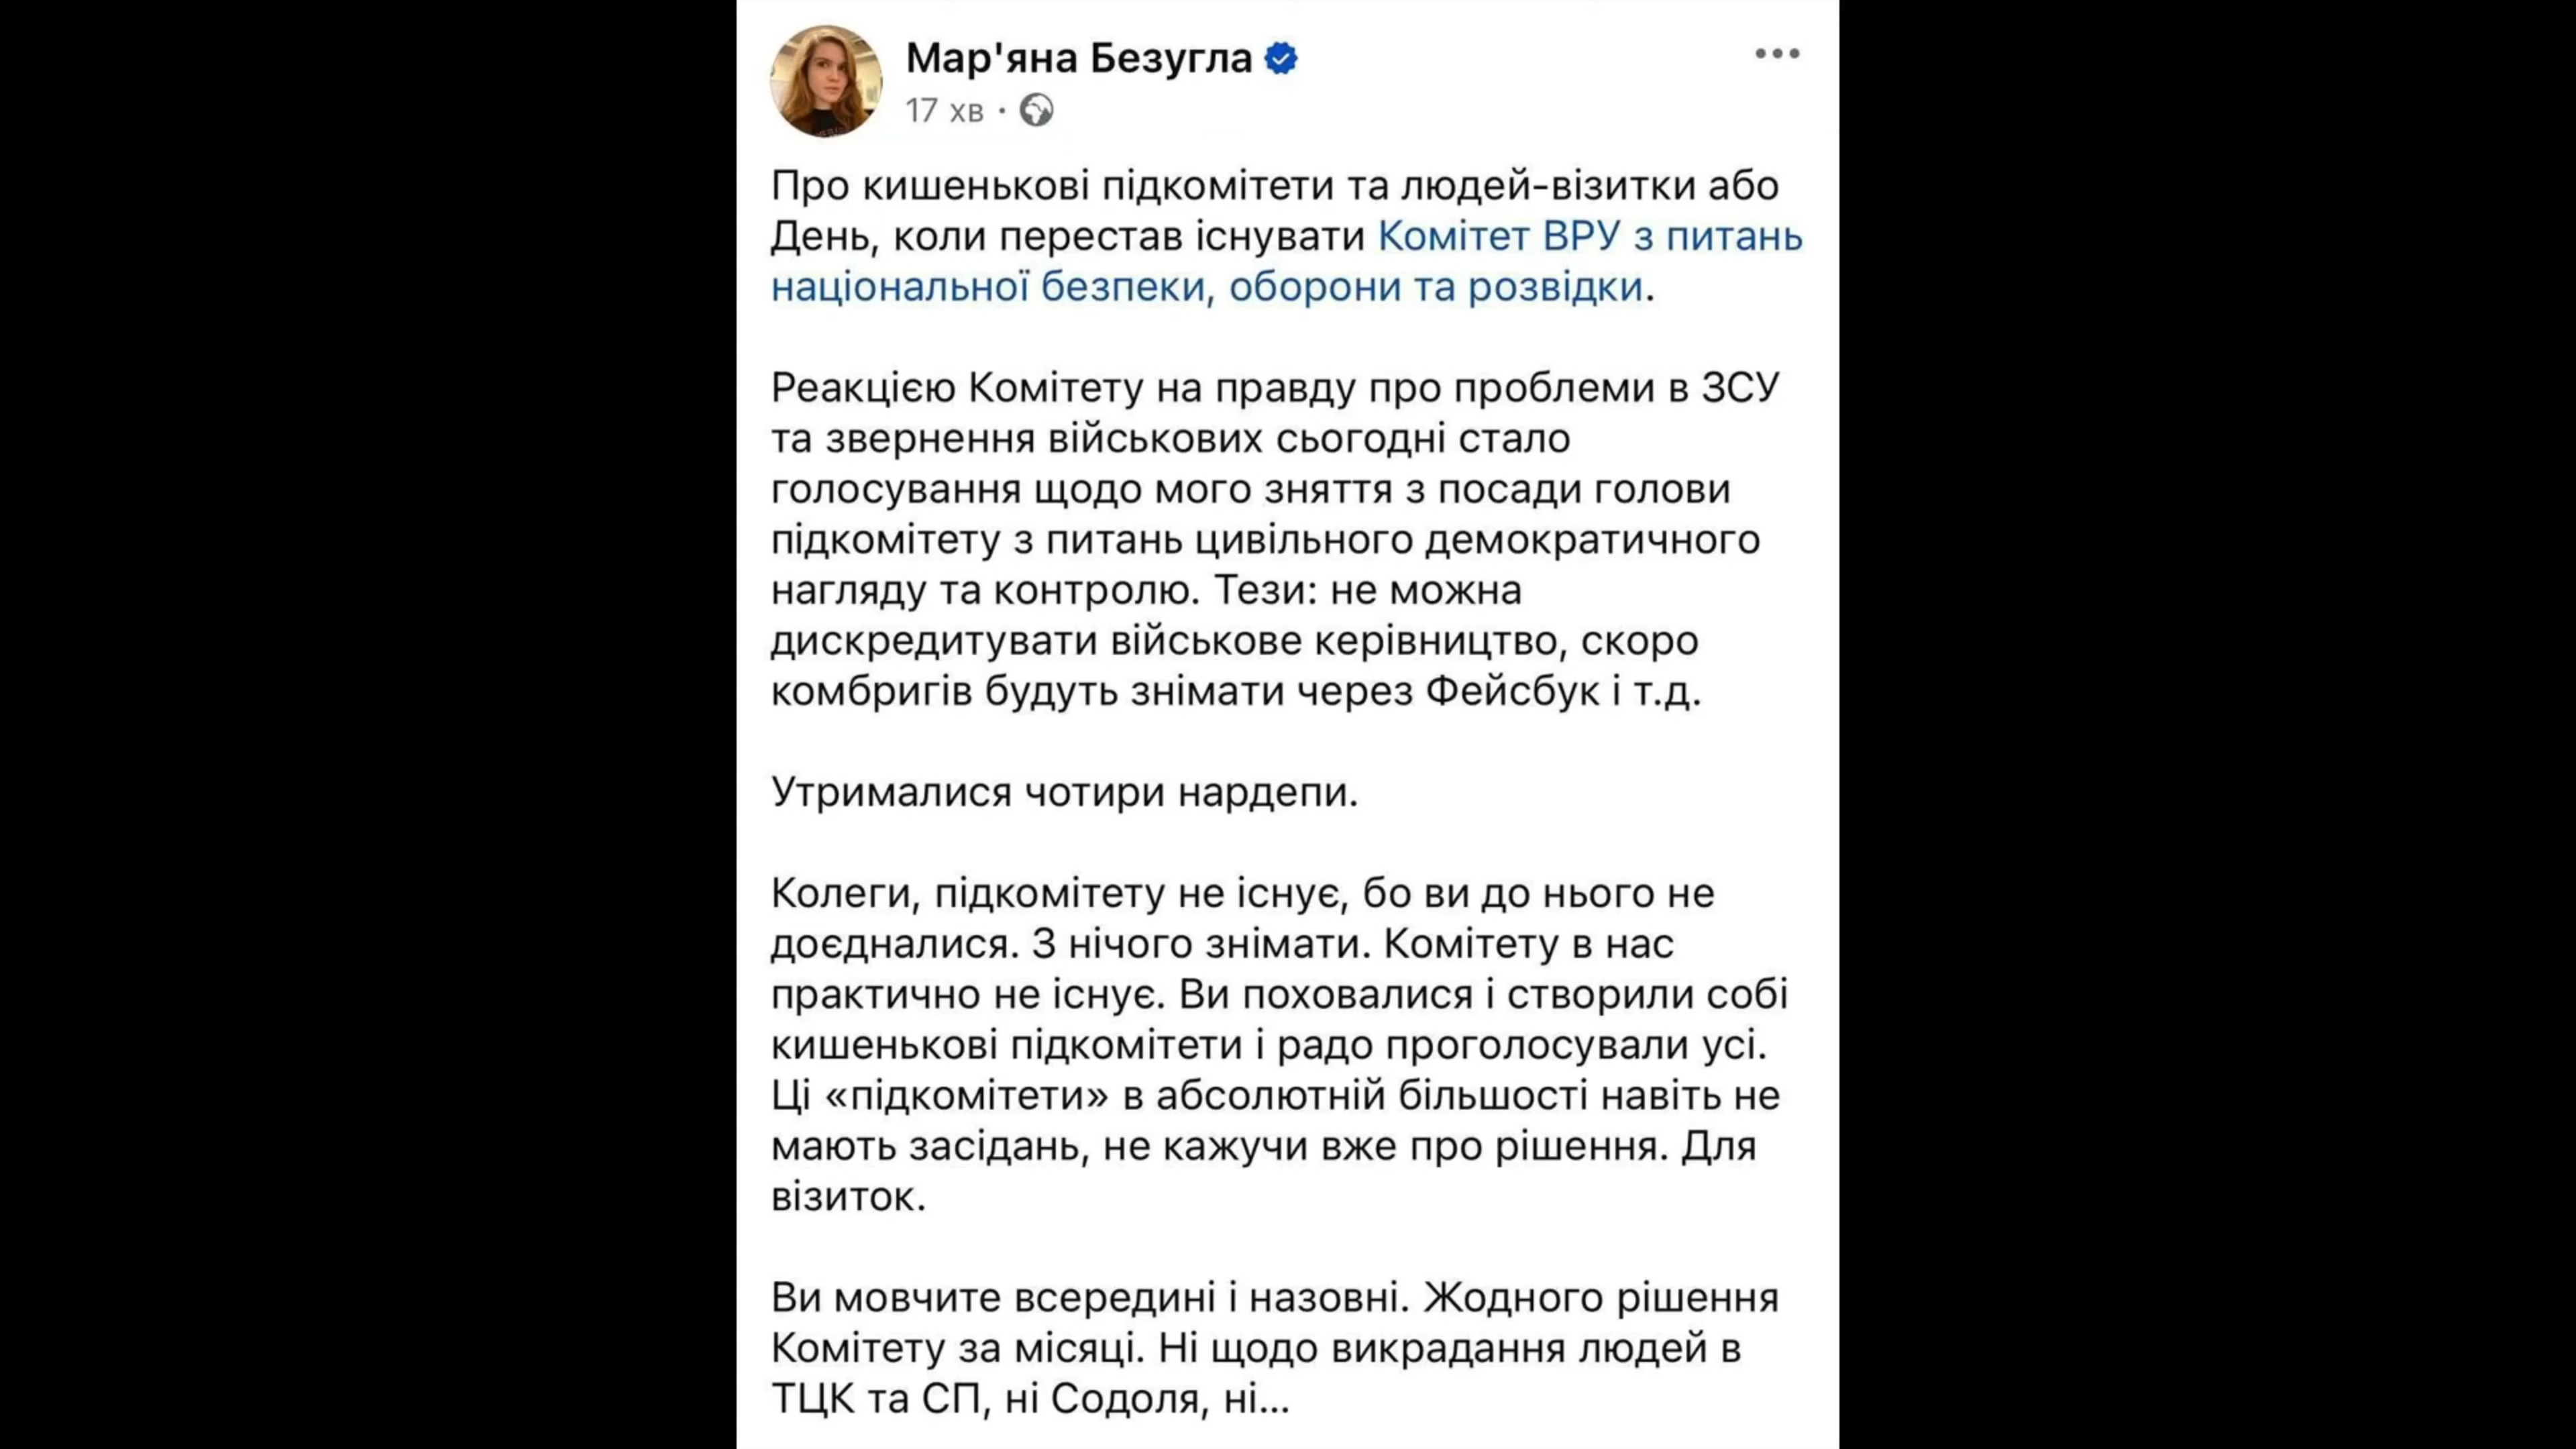 Мар'яна Безугла
17 хв ·
Про кишенькові підкомітети та людей-візитки або
День, коли перестав існувати Комітет ВРУ з питань
національної безпеки, оборони та розвідки.
Реакцією Комітету на правду про проблеми в ЗСУ
та звернення військових сьогодні стало
голосування щодо мого зняття з посади голови
підкомітету з питань цивільного демократичного
нагляду та контролю. Тези: не можна
дискредитувати військове керівництво, скоро
комбригів будуть знімати через Фейсбук і т.д.
Утрималися чотири нардепи.
Колеги, підкомітету не існує, бо ви до нього не
доєдналися. З нічого знімати. Комітету в нас
практично не існує. Ви поховалися і створили собі
кишенькові підкомітети і радо проголосували усі.
Ці «підкомітети» в абсолютній більшості навіть не
мають засідань, не кажучи вже про рішення. Для
візиток.
Ви мовчите всередині і назовні. Жодного рішення
Комітету за місяці. Ні щодо викрадання людей в
ТЦК та СП, ні Содоля, ні...